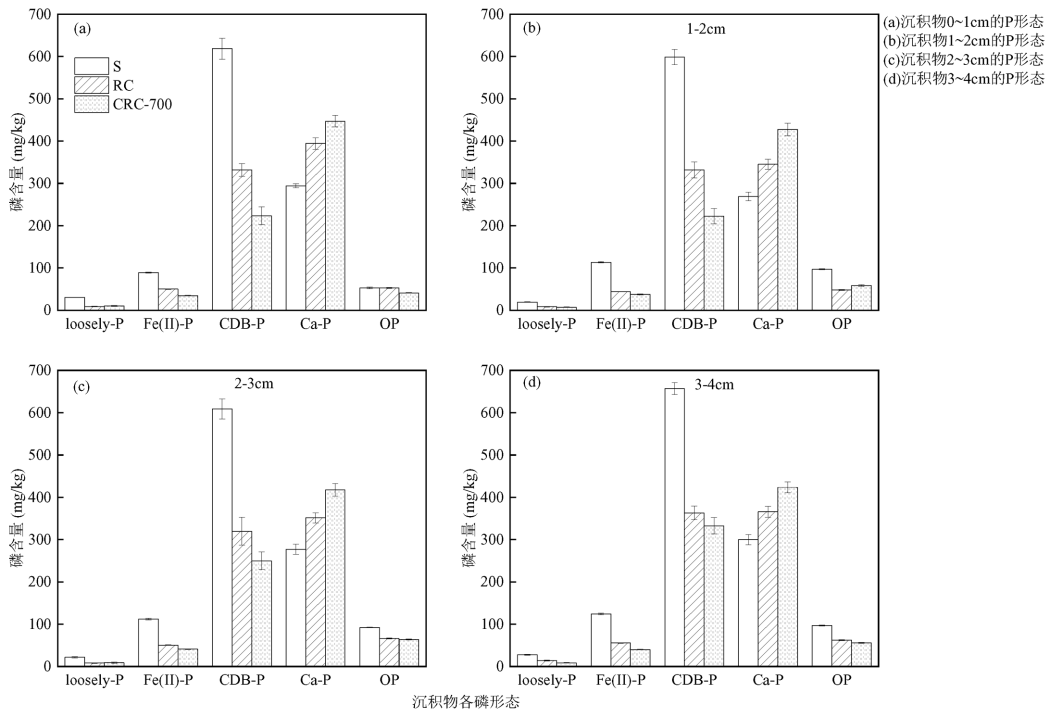 (a)
S
RC
CRC-700
700
600
500
400
300
200
100
0
磷含量 (mg/kg)
loosely-P Fe(II)-P CDB-P Ca-P OP
(b)
1-2cm
700
600
500
400
300
200
100
0
磷含量 (mg/kg)
loosely-P Fe(II)-P CDB-P Ca-P OP
(a)沉积物0~1cm的P形态
(b)沉积物1~2cm的P形态
(c)沉积物2~3cm的P形态
(d)沉积物3~4cm的P形态
(c)
2-3cm
700
600
500
400
300
200
100
0
磷含量 (mg/kg)
loosely-P Fe(II)-P CDB-P Ca-P OP
(d)
3-4cm
700
600
500
400
300
200
100
0
磷含量 (mg/kg)
loosely-P Fe(II)-P CDB-P Ca-P OP
沉积物各磷形态